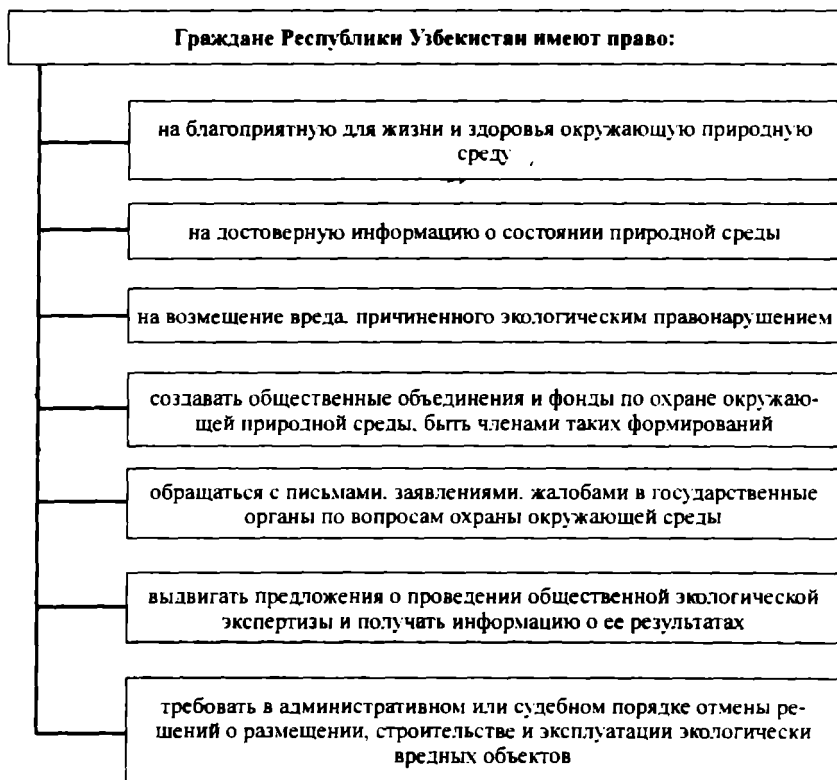 Граждане Республики Узбекистан имеют право:
на благоприятную для жизни и здоровья окружающую природную
среду
на достоверную информацию о состоянии природной среды
на возмещение вреда, причиненного экологическим правонарушением
создавать общественные объединения и фонды по охране окружаю-
щей природной среды, быть членами таких формирований
обращаться с письмами, заявлениями, жалобами в государственные
органы по вопросам охраны окружающей среды
выдвигать предложения о проведении общественной экологической
экспертизы и получать информацию о ее результатах
требовать в административном или судебном порядке отмены ре-
шений о размещении, строительстве и эксплуатации экологически
вредных объектов